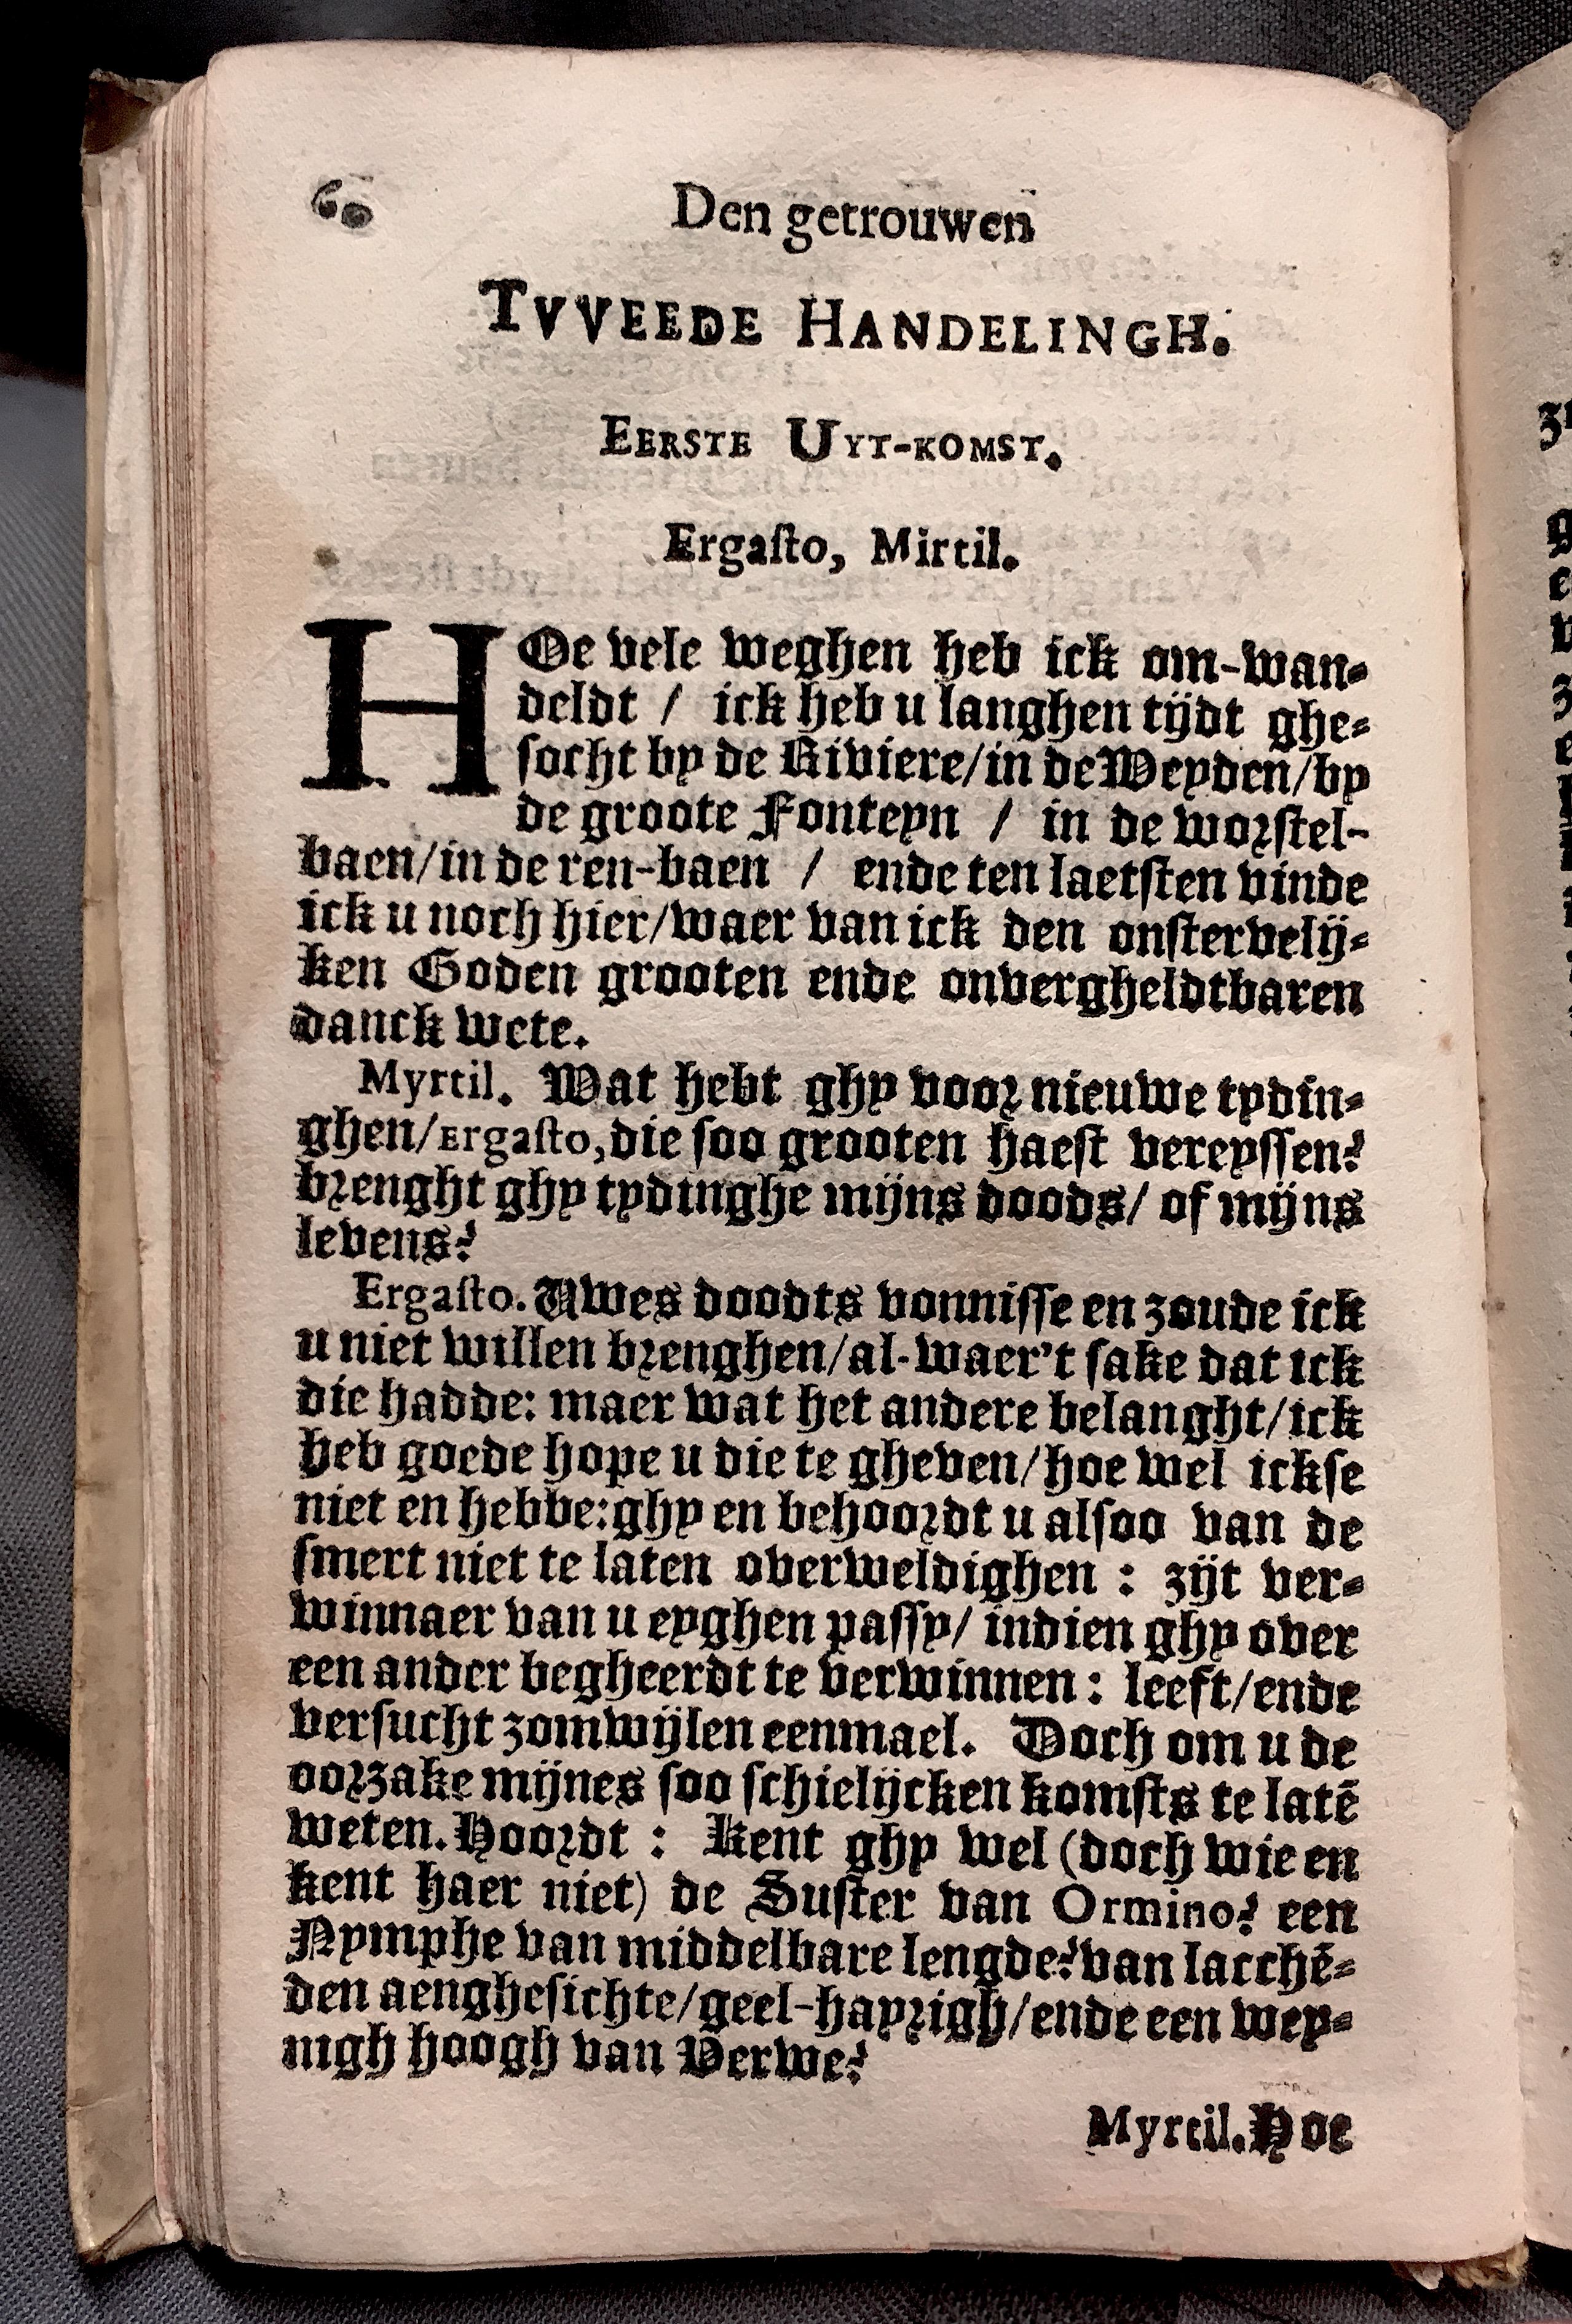 60 Den getrouwen
TVVEEDE HANDELINGH.
EERSTE UYT-KOMST.
Ergaſto, Mirtil.
HOe vele weghen heb ick om-wan-
deldt / ick heb u langhen tijdt ghe-
ſocht by de Riviere/in de Weyden/by
de groote Fonteyn / in de worſtel-
baen/in de ren-baen / ende ten laetſten vinde
ick u noch hier/waer van ick den onſtervelij-
ken Goden grooten ende onvergheldtbaren
danck wete.
Myrtil. Wat hebt ghy voor nieuwe tydin-
ghen/Ergaſto, die ſoo grooten haeſt vereyſſen?
brenght ghy tydinghe mijns doods/ of mijns
levens?
Ergaſto. Uwes doodts vonniſſe en zoude ick
u niet willen brenghen/al-waer't ſake dat ick
die hadde: maer wat het andere belanght/ick
heb goede hope u die te gheven/hoe wel ickſe
niet en hebbe:ghy en behoordt u alſoo van de
ſmert niet te laten overweldighen : zijt ver-
winnaer van u eyghen paſſy/ indien ghy over
een ander begheerdt te verwinnen : leeft/ende
verſucht zomwijlen eenmael. Doch om u de
oorzake mijnes ſoo ſchielijcken komſts te latē
weten. Hoordt : Kent ghy wel (doch wie en
kent haer niet) de Suſter van Ormino? een
Nymphe van middelbare lengde? van lacchē-
den aengheſichte/geel-hayrigh/ende een wey-
nigh hoogh van Verwe?
Myrtil. Hoe